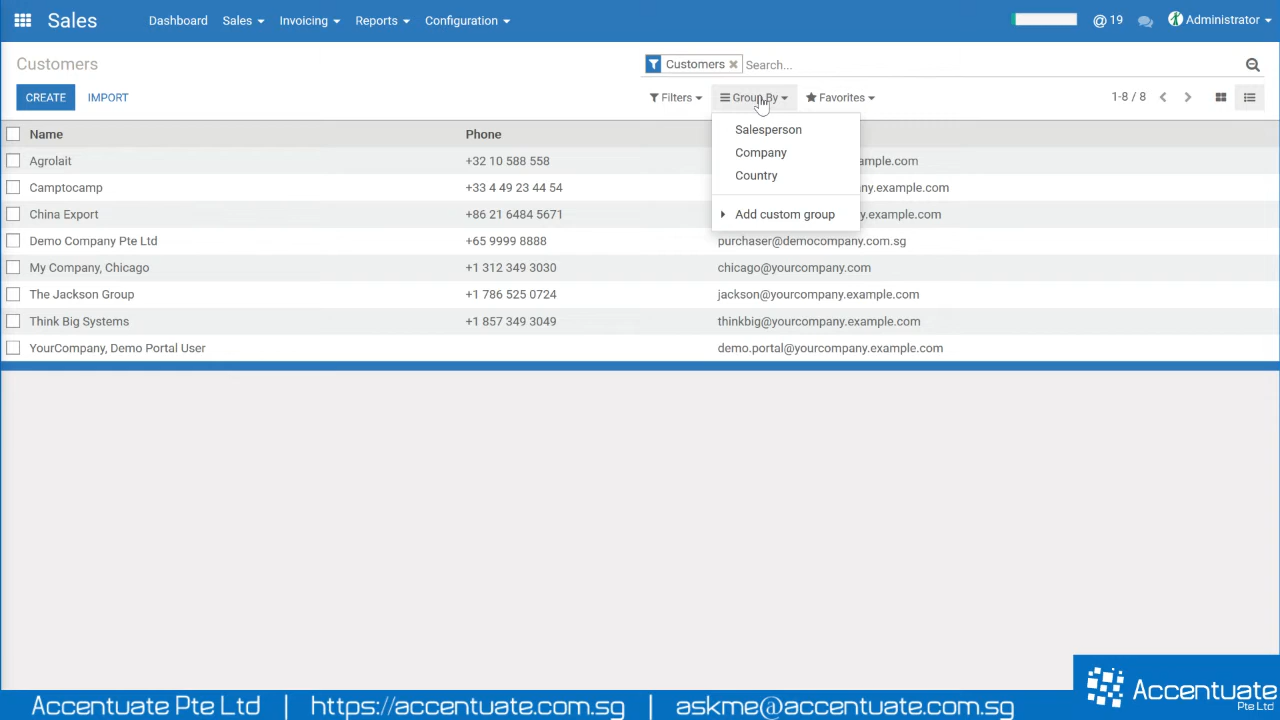 Sales Dashboard Sales Invoicing Reports Configuration @ 19 Administrator
Customers Customers Search...
CREATE IMPORT Filters Group By Favorites 1-8 / 8
Name Phone
Salesperson
Agrolait +32 10 588 558 mple.com
Company
Camptocamp +33 4 49 23 44 54 ny.example.com
Country
China Export +86 21 6484 5671 y.example.com
Add custom group
Demo Company Pte Ltd +65 9999 8888 purchaser@democompany.com.sg
My Company, Chicago +1 312 349 3030 chicago@yourcompany.com
The Jackson Group +1 786 525 0724 jackson@yourcompany.example.com
Think Big Systems +1 857 349 3049 thinkbig@yourcompany.example.com
YourCompany, Demo Portal User demo.portal@yourcompany.example.com
Accentuate Pte Ltd | https://accentuate.com.sg | askme@accentuate.com.sg
Accentuate
Pte Ltd